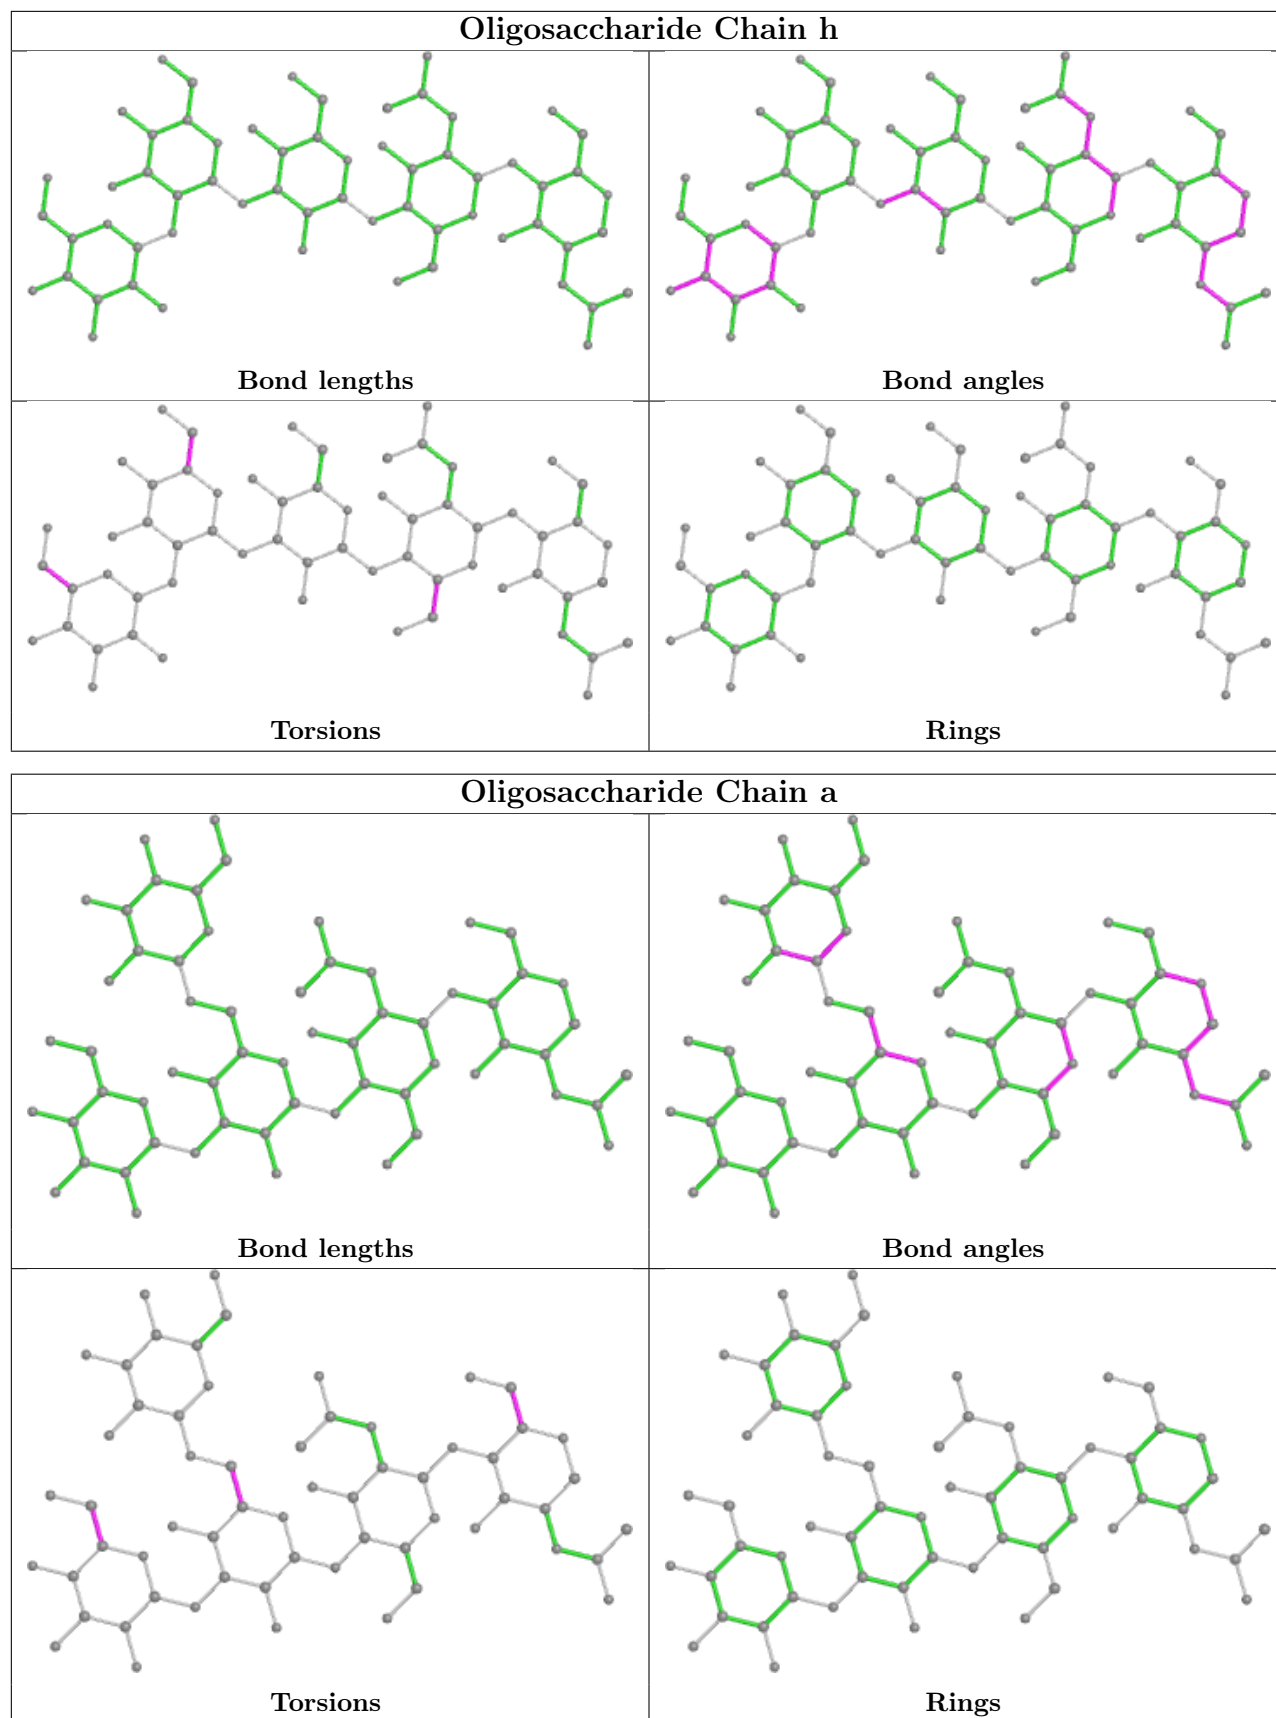 Oligosaccharide Chain h
Bond lengths
Bond angles
Torsions
Rings
Oligosaccharide Chain a
Bond lengths
Bond angles
Torsions
Rings